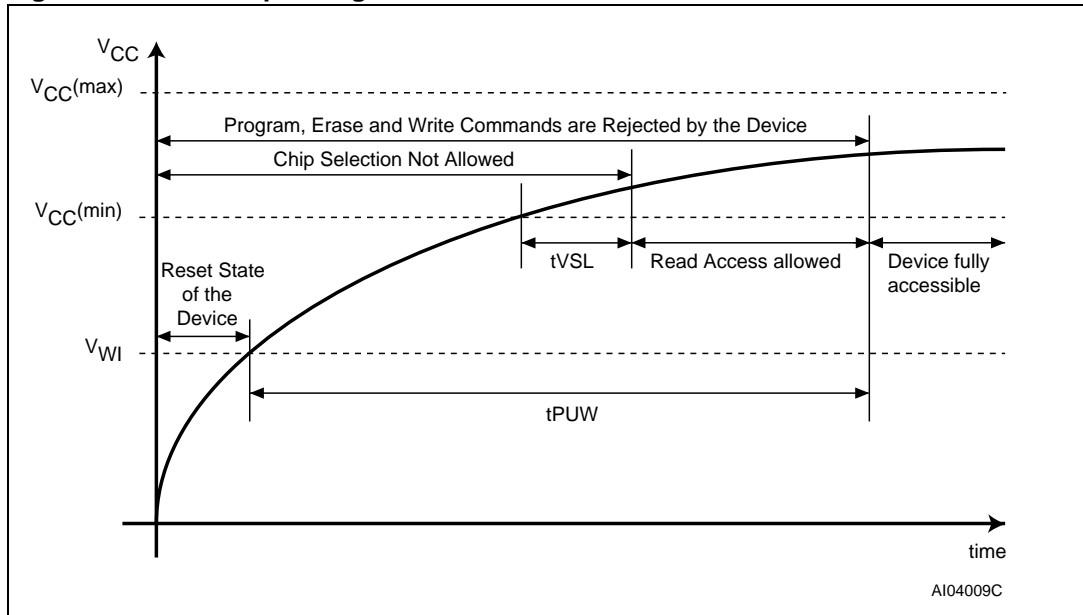 VCC
VCC(max)
Program, Erase and Write Commands are Rejected by the Device
Chip Selection Not Allowed
VCC(min)
tVSL
Read Access allowed
Device fully
accessible
Reset State
of the
Device
VWI
tPUW
time
AI04009C